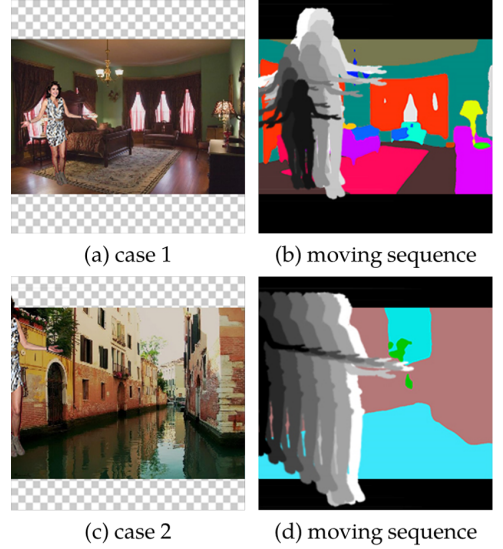 (a) case 1
(b) moving sequence
(c) case 2
(d) moving sequence